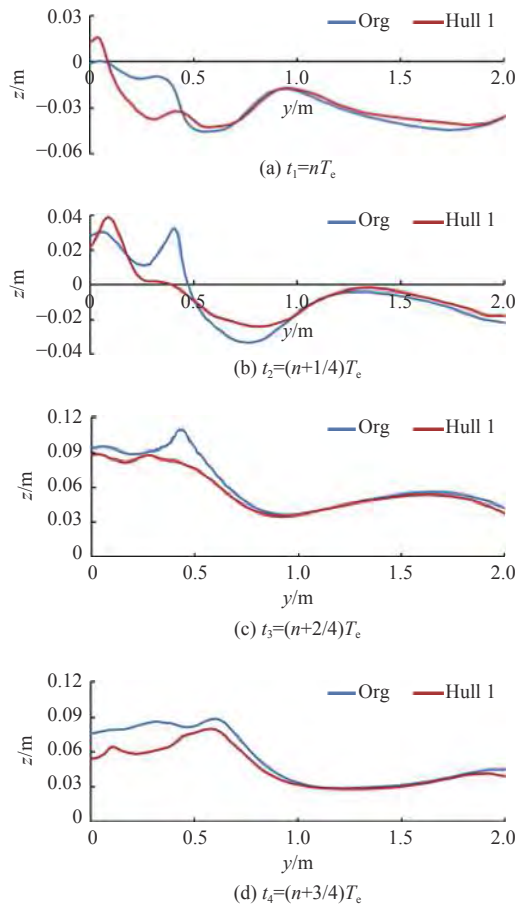 0.03
Org Hull 1
z/m
0
0.5 1.0 1.5 2.0
−0.03
y/m
−0.06
(a) t₁=nTₑ
0.04
Org Hull 1
0.02
z/m
0
0.5 1.0 1.5 2.0
−0.02
y/m
−0.04
(b) t₂=(n+1/4)Tₑ
0.12
Org Hull 1
0.09
z/m
0.06
0.03
0
0 0.5 1.0 1.5 2.0
y/m
(c) t₃=(n+2/4)Tₑ
0.12
Org Hull 1
0.09
z/m
0.06
0.03
0
0 0.5 1.0 1.5 2.0
y/m
(d) t₄=(n+3/4)Tₑ